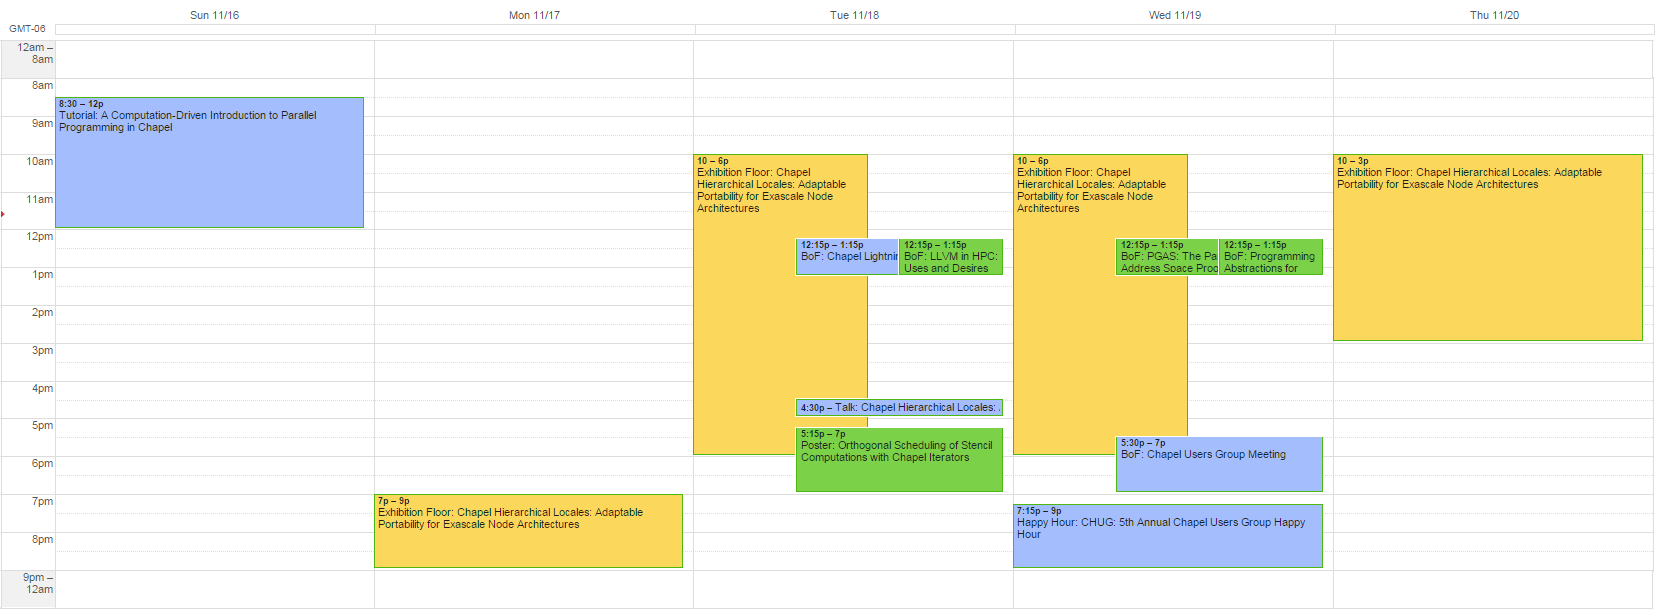 Sun 11/16
Mon 11/17
Tue 11/18
Wed 11/19
Thu 11/20
GMT-06
12am –
8am
8am
9am
10am
11am
12pm
1pm
2pm
3pm
4pm
5pm
6pm
7pm
8pm
9pm –
12am
8:30 – 12p
Tutorial: A Computation-Driven Introduction to Parallel
Programming in Chapel
7p – 9p
Exhibition Floor: Chapel Hierarchical Locales: Adaptable
Portability for Exascale Node Architectures
10 – 6p
Exhibition Floor: Chapel
Hierarchical Locales: Adaptable
Portability for Exascale Node
Architectures
12:15p – 1:15p
BoF: Chapel Lightnin
12:15p – 1:15p
BoF: LLVM in HPC:
Uses and Desires
4:30p – Talk: Chapel Hierarchical Locales:
5:15p – 7p
Poster: Orthogonal Scheduling of Stencil
Computations with Chapel Iterators
10 – 6p
Exhibition Floor: Chapel
Hierarchical Locales: Adaptable
Portability for Exascale Node
Architectures
12:15p – 1:15p
BoF: PGAS: The Pa
Address Space Prog
12:15p – 1:15p
BoF: Programming
Abstractions for
5:30p – 7p
BoF: Chapel Users Group Meeting
7:15p – 9p
Happy Hour: CHUG: 5th Annual Chapel Users Group Happy
Hour
10 – 3p
Exhibition Floor: Chapel Hierarchical Locales: Adaptable
Portability for Exascale Node Architectures